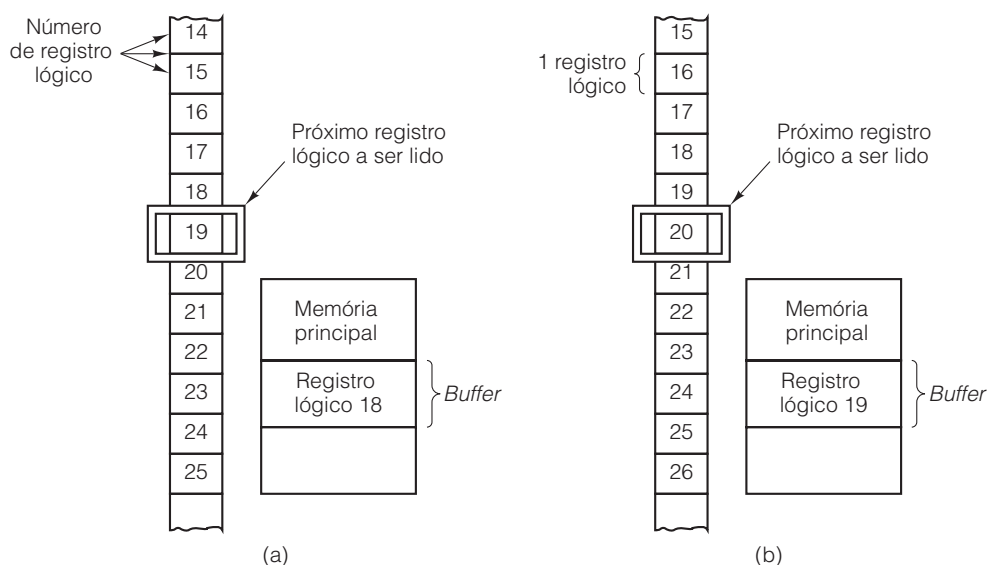 Número
de registro
lógico
14
15
16
17
18
19
20
21
22
23
24
25
Próximo registro
lógico a ser lido
Memória
principal
Registro
lógico 18
Buffer
(a)
1 registro
lógico
15
16
17
18
19
20
21
22
23
24
25
26
Próximo registro
lógico a ser lido
Memória
principal
Registro
lógico 19
Buffer
(b)